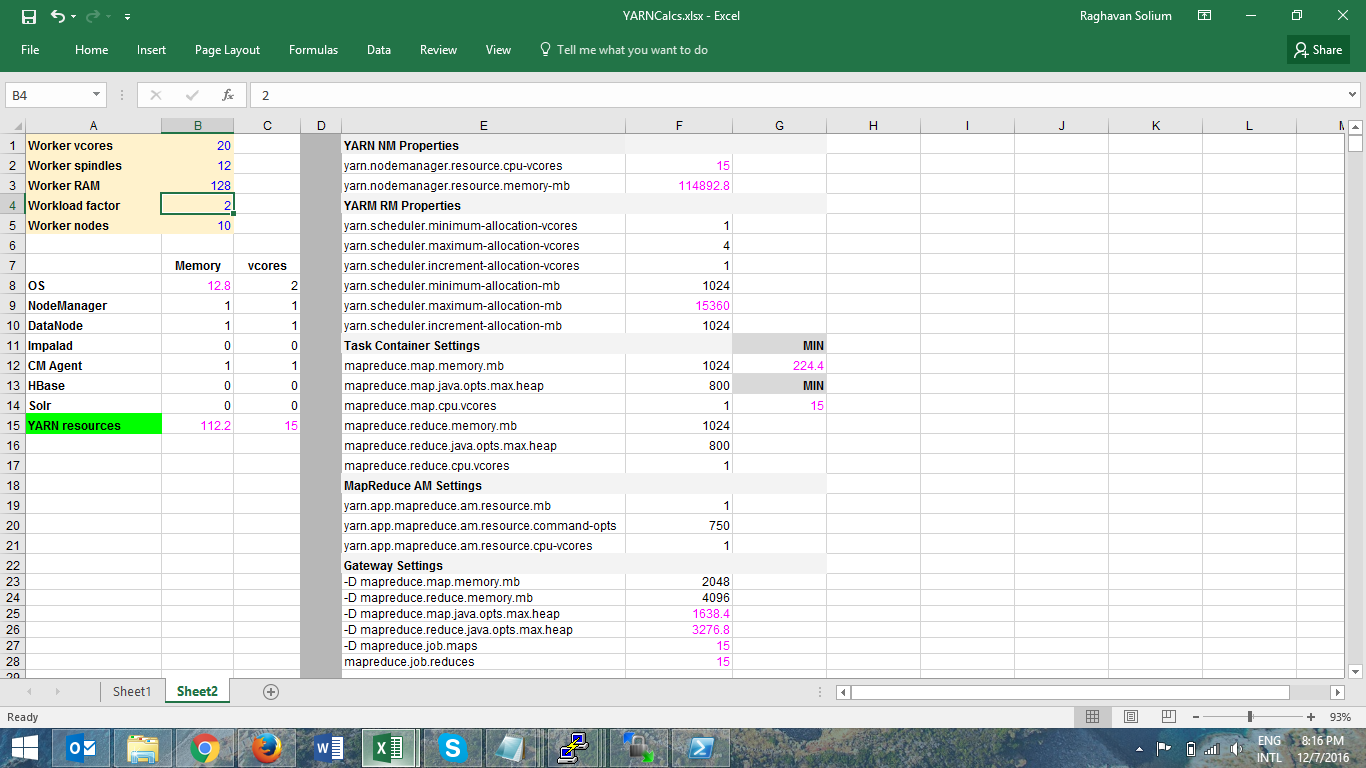 YARNCalcs.xlsx - Excel
Raghavan Solium
File Home Insert Page Layout Formulas Data Review View Tell me what you want to do Share
B4 fx 2
A B C D E F G H I J K L
1 Worker vcores 20 YARN NM Properties
2 Worker spindles 12 yarn.nodemanager.resource.cpu-vcores 15
3 Worker RAM 128 yarn.nodemanager.resource.memory-mb 114892.8
4 Workload factor 2 YARM RM Properties
5 Worker nodes 10 yarn.scheduler.minimum-allocation-vcores 1
6 yarn.scheduler.maximum-allocation-vcores 4
7 Memory vcores yarn.scheduler.increment-allocation-vcores 1
8 OS 12.8 2 yarn.scheduler.minimum-allocation-mb 1024
9 NodeManager 1 1 yarn.scheduler.maximum-allocation-mb 15360
10 DataNode 1 1 yarn.scheduler.increment-allocation-mb 1024
11 Impalad 0 0 Task Container Settings MIN
12 CM Agent 1 1 mapreduce.map.memory.mb 1024 224.4
13 HBase 0 0 mapreduce.map.java.opts.max.heap 800 MIN
14 Solr 0 0 mapreduce.map.cpu.vcores 1 15
15 YARN resources 112.2 15 mapreduce.reduce.memory.mb 1024
16 mapreduce.reduce.java.opts.max.heap 800
17 mapreduce.reduce.cpu.vcores 1
18 MapReduce AM Settings
19 yarn.app.mapreduce.am.resource.mb 1
20 yarn.app.mapreduce.am.resource.command-opts 750
21 yarn.app.mapreduce.am.resource.cpu-vcores 1
22 Gateway Settings
23 -D mapreduce.map.memory.mb 2048
24 -D mapreduce.reduce.memory.mb 4096
25 -D mapreduce.map.java.opts.max.heap 1638.4
26 -D mapreduce.reduce.java.opts.max.heap 3276.8
27 -D mapreduce.job.maps 15
28 mapreduce.job.reduces 15
Sheet1 Sheet2
Ready 93%
ENG 8:16 PM
INTL 12/7/2016